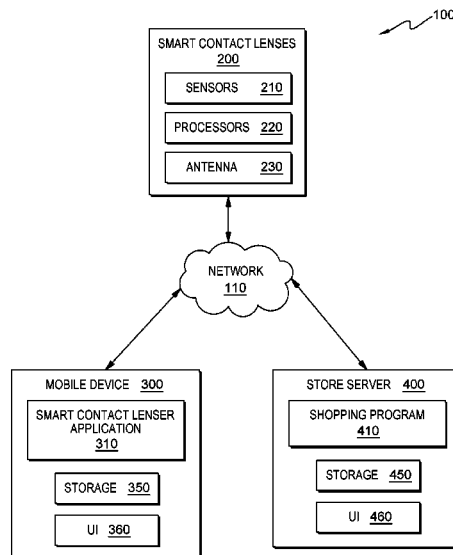 100
SMART CONTACT LENSES
200
SENSORS 210
PROCESSORS 220
ANTENNA 230
NETWORK
110
MOBILE DEVICE 300
SMART CONTACT LENSER
APPLICATION
310
STORAGE 350
UI 360
STORE SERVER 400
SHOPPING PROGRAM
410
STORAGE 450
UI 460